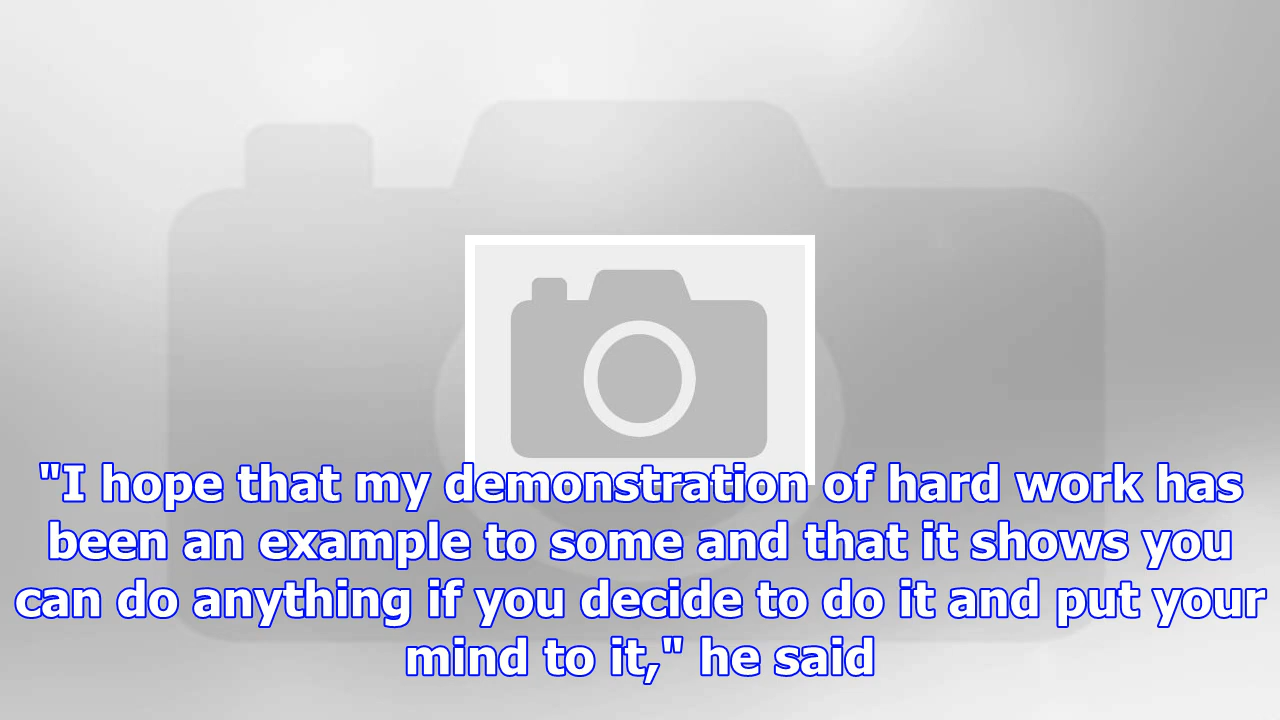 "I hope that my demonstration of hard work has
been an example to some and that it shows you
can do anything if you decide to do it and put your
mind to it," he said